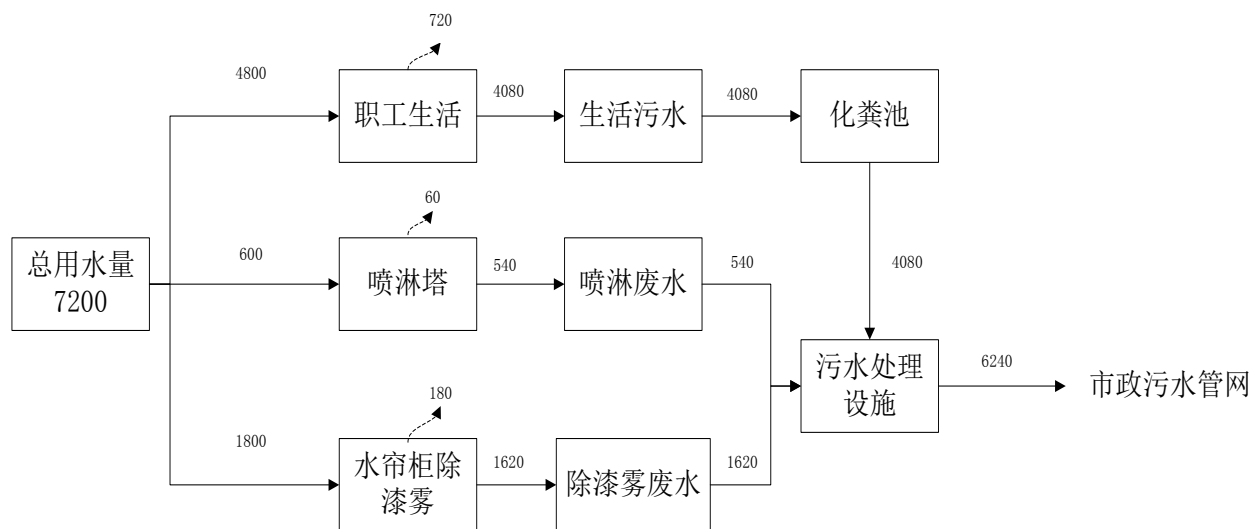 720
4800
职工生活
4080
生活污水
4080
化粪池
60
总用水量
7200
600
喷淋塔
540
喷淋废水
540
4080
污水处理
设施
6240
市政污水管网
180
1800
水帘柜除
漆雾
1620
除漆雾废水
1620